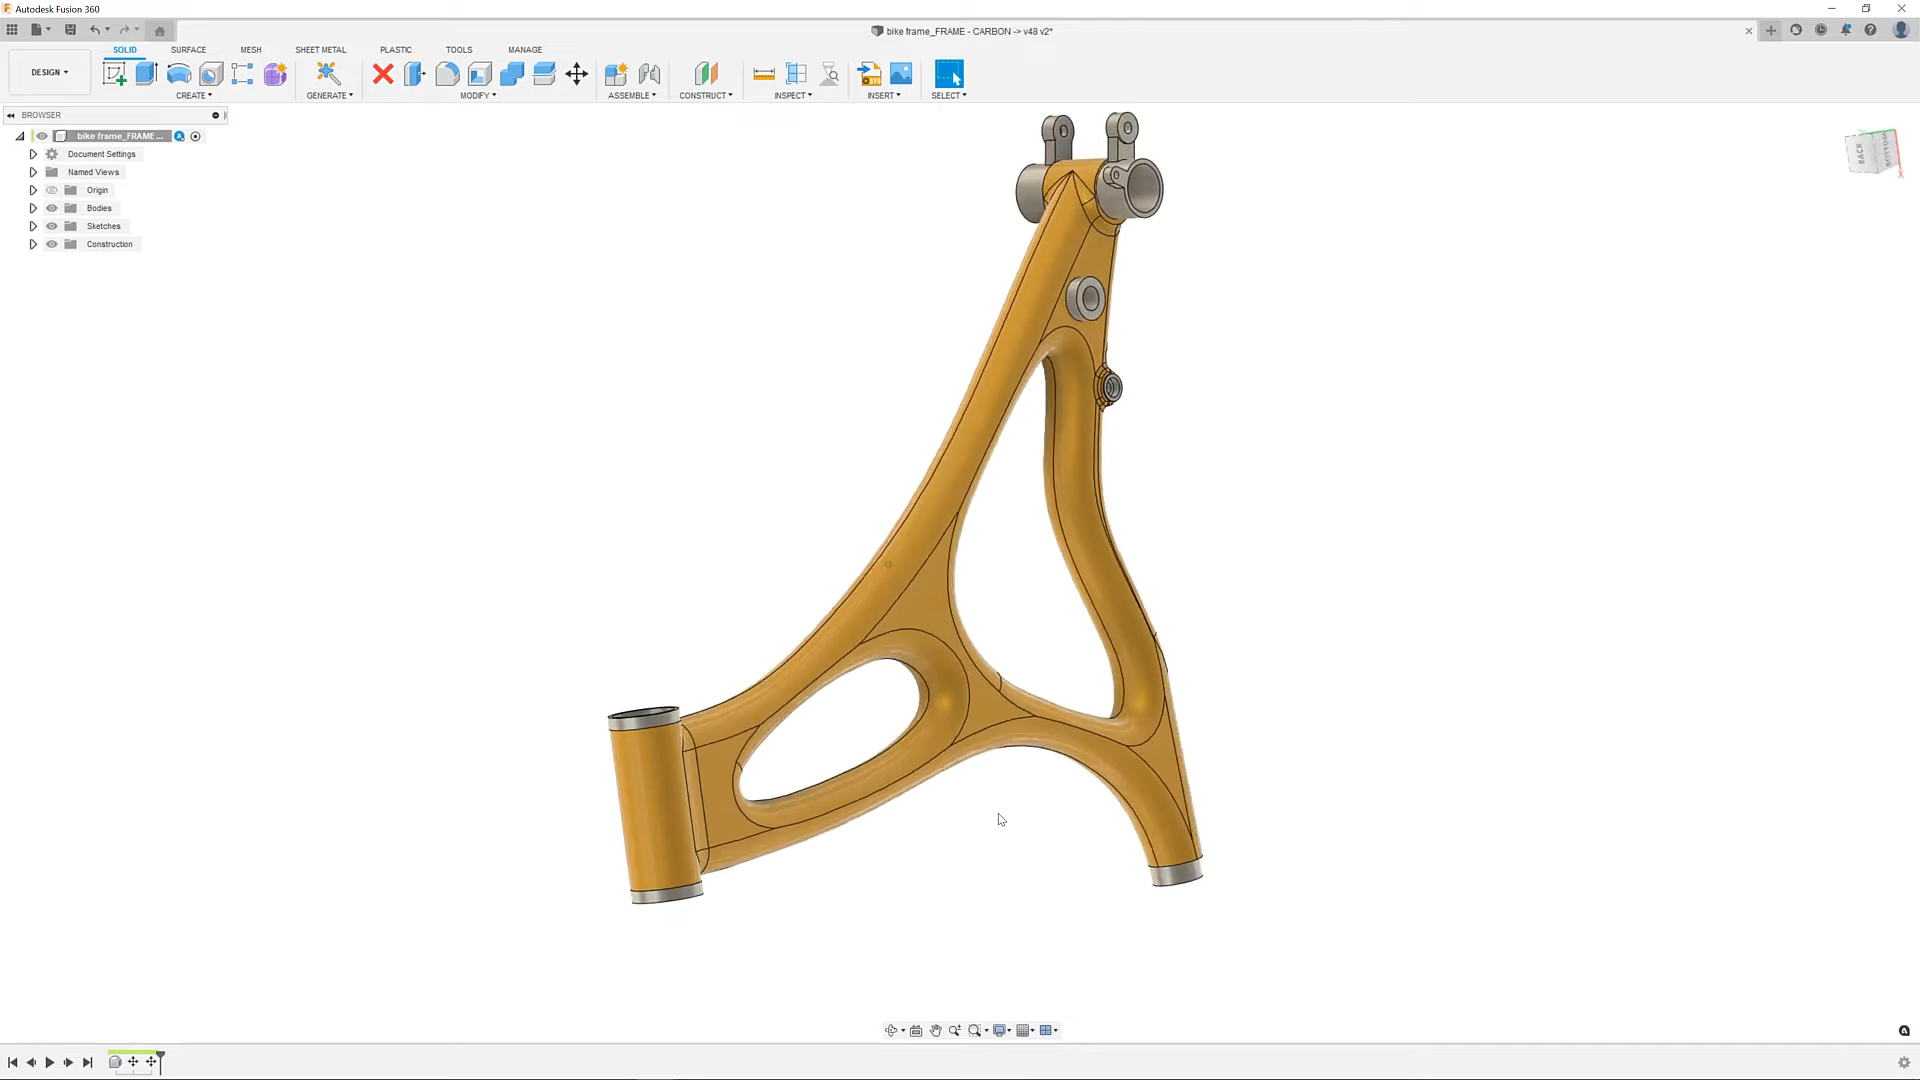 Autodesk Fusion 360
bike frame_FRAME - CARBON -> v48 v2*
SOLID SURFACE MESH SHEET METAL PLASTIC TOOLS MANAGE
DESIGN
CREATE GENERATE MODIFY ASSEMBLE CONSTRUCT INSPECT INSERT SELECT
BROWSER
bike frame_FRAME...
Document Settings
Named Views
Origin
Bodies
Sketches
Construction
BACK BOTTOM
X